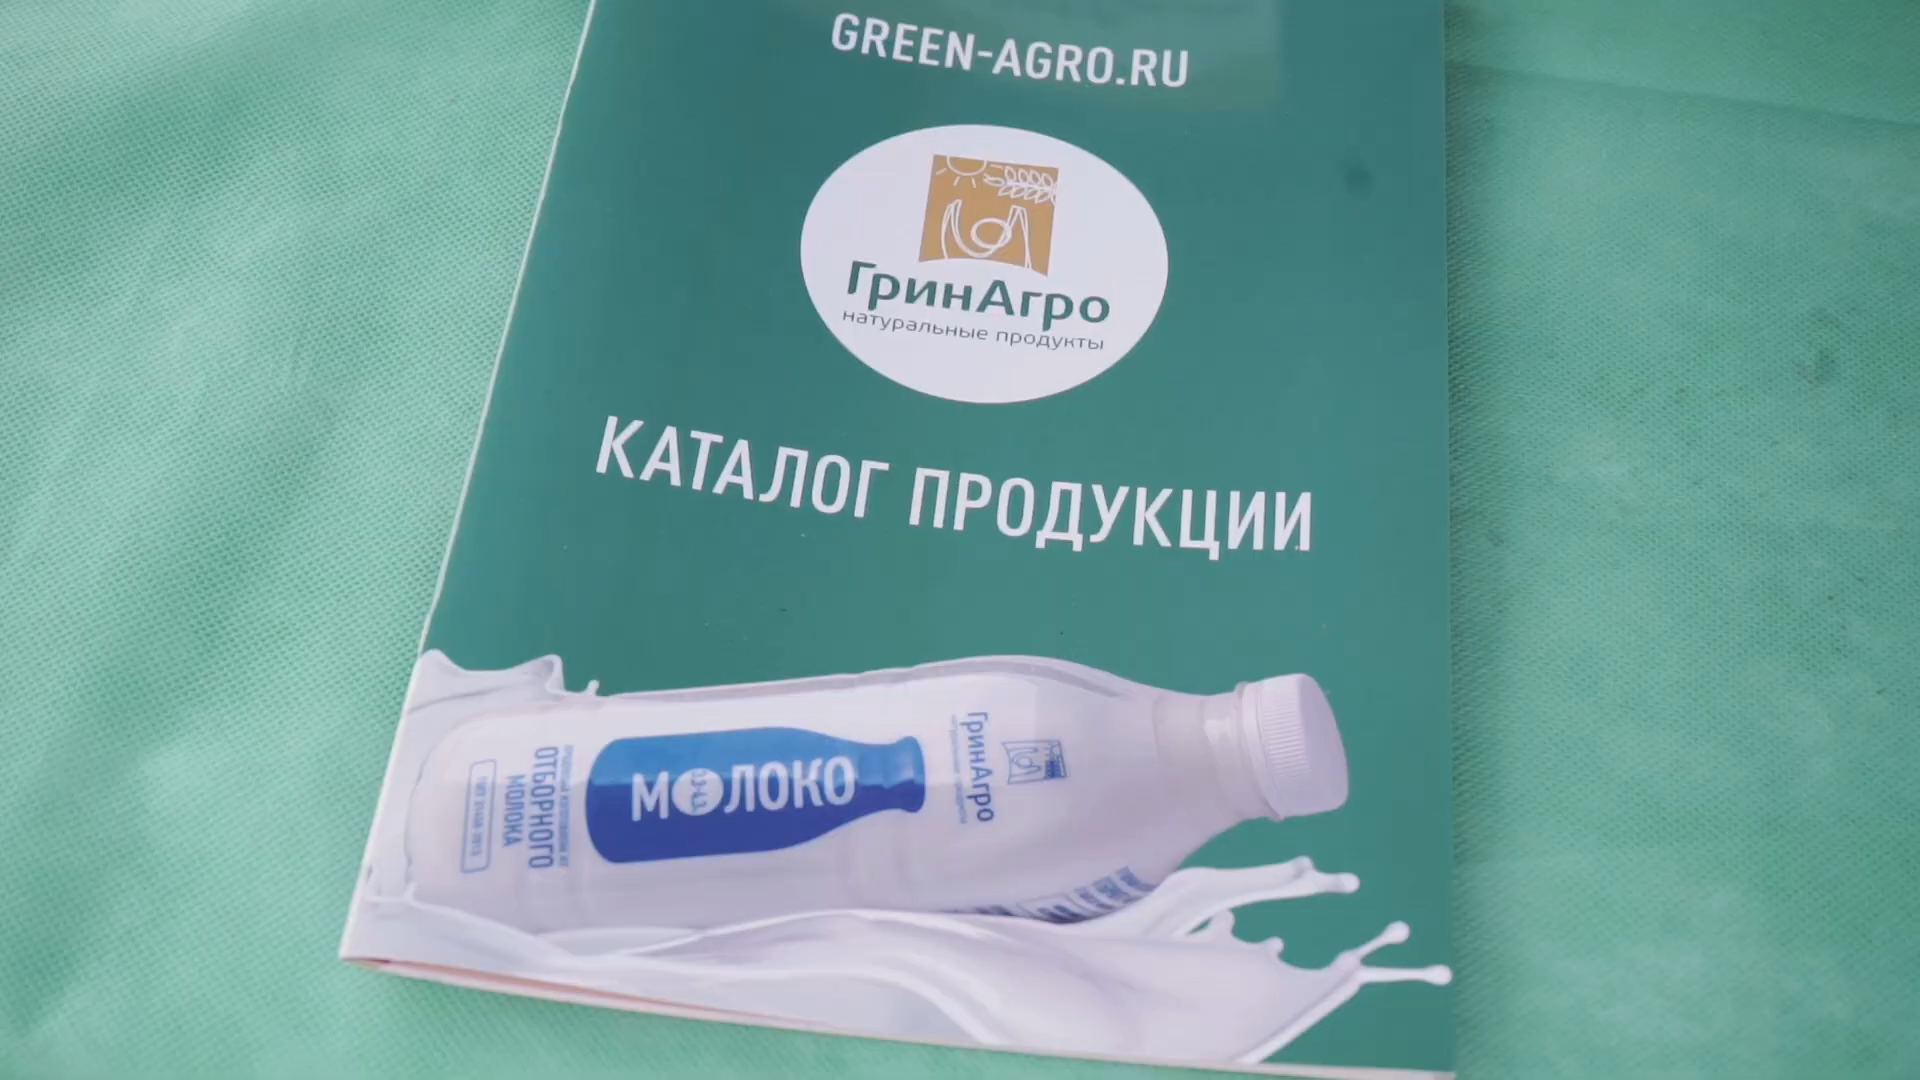 GREEN-AGRO.RU
ГринАгро
натуральные продукты
КАТАЛОГ ПРОДУКЦИИ
МОЛОКО
ГринАгро
ОТБОРНОГО
МОЛОКА